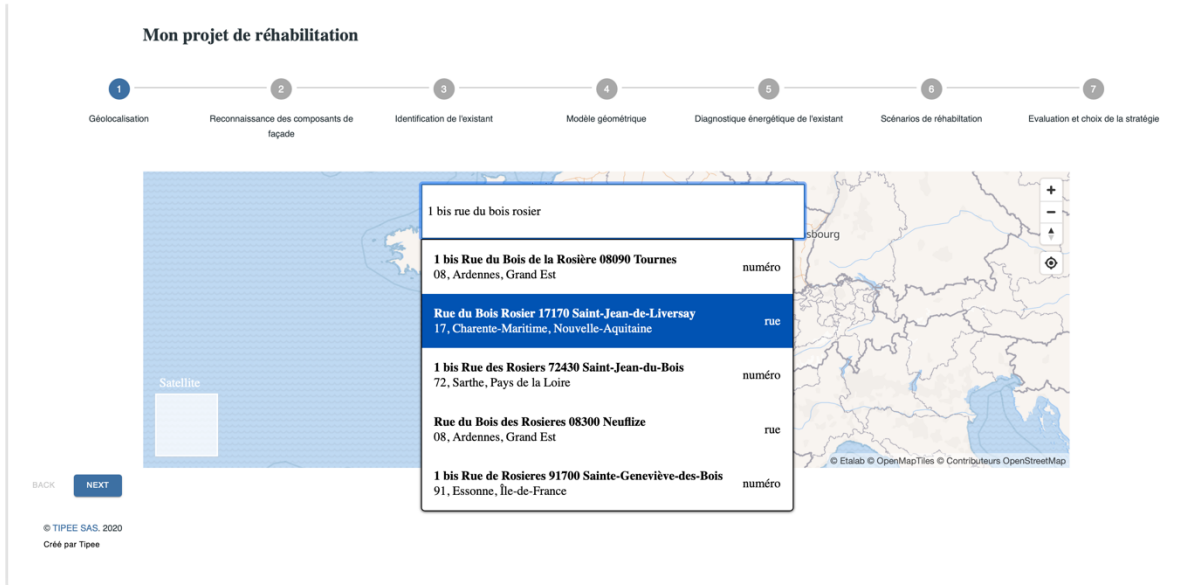 Mon projet de réhabilitation
1
2
3
4
5
6
7
Géolocalisation
Reconnaissance des composants de
façade
Identification de l'existant
Modèle géométrique
Diagnostique énergétique de l'existant
Scénarios de réhabilitation
Evaluation et choix de la stratégie
1 bis rue du bois rosier
sbourg
1 bis Rue du Bois de la Rosière 08090 Tournes
08, Ardennes, Grand Est
numéro
Rue du Bois Rosier 17170 Saint-Jean-de-Liversay
17, Charente-Maritime, Nouvelle-Aquitaine
rue
1 bis Rue des Rosiers 72430 Saint-Jean-du-Bois
72, Sarthe, Pays de la Loire
numéro
Rue du Bois des Rosieres 08300 Neuflize
08, Ardennes, Grand Est
rue
1 bis Rue de Rosieres 91700 Sainte-Geneviève-des-Bois
91, Essonne, Île-de-France
numéro
Satellite
© Etalab © OpenMapTiles © Contributeurs OpenStreetMap
BACK
NEXT
© TIPEE SAS. 2020
Créé par Tipee